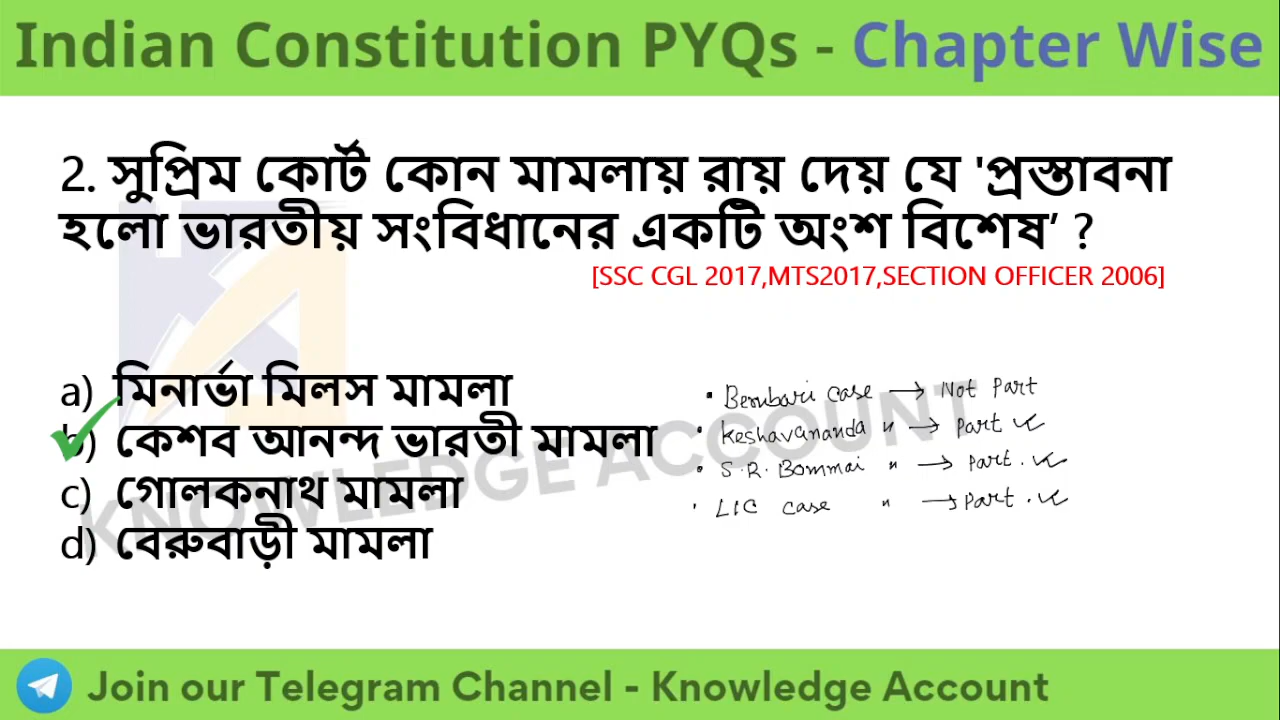 Indian Constitution PYQs - Chapter Wise
2. সুপ্রিম কোর্ট কোন মামলায় রায় দেয় যে 'প্রস্তাবনা
হলো ভারতীয় সংবিধানের একটি অংশ বিশেষ’ ?
[SSC CGL 2017,MTS2017,SECTION OFFICER 2006]
a) মিনার্ভা মিলস মামলা
b) কেশব আনন্দ ভারতী মামলা
c) গোলকনাথ মামলা
d) বেরুবাড়ী মামলা
• Berubari case → Not Part
• Keshavananda " → Part ✓
• S.R. Bommai " → Part. ✓
• LIC case " → Part. ✓
KNOWLEDGE ACCOUNT
Join our Telegram Channel - Knowledge Account